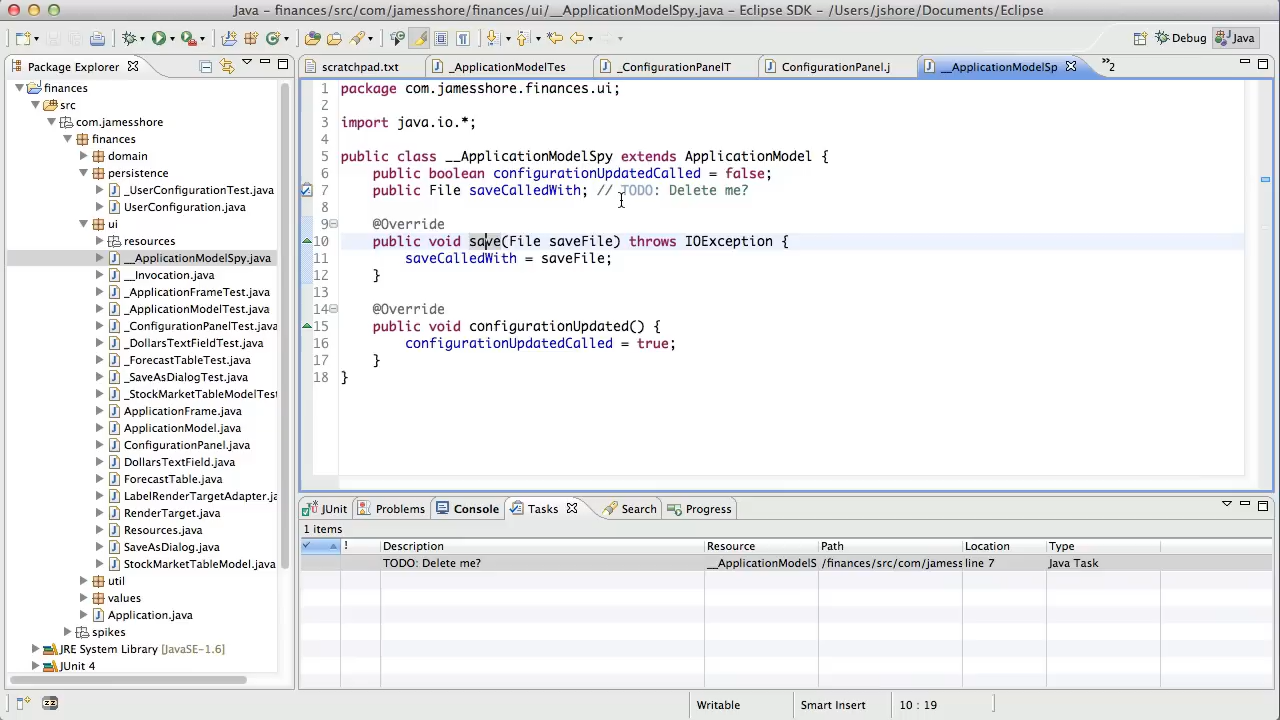 Java - finances/src/com/jamesshore/finances/ui/__ApplicationModelSpy.java - Eclipse SDK - /Users/jshore/Documents/Eclipse
Debug
Java
Package Explorer
scratchpad.txt
_ApplicationModelTes
_ConfigurationPanelT
ConfigurationPanel.j
__ApplicationModelSp
»2
finances
src
com.jamesshore
finances
domain
persistence
_UserConfigurationTest.java
UserConfiguration.java
ui
resources
__ApplicationModelSpy.java
__Invocation.java
_ApplicationFrameTest.java
_ApplicationModelTest.java
_ConfigurationPanelTest.java
_DollarsTextFieldTest.java
_ForecastTableTest.java
_SaveAsDialogTest.java
_StockMarketTableModelTest
ApplicationFrame.java
ApplicationModel.java
ConfigurationPanel.java
DollarsTextField.java
ForecastTable.java
LabelRenderTargetAdapter.ja
RenderTarget.java
Resources.java
SaveAsDialog.java
StockMarketTableModel.java
util
values
Application.java
spikes
JRE System Library [JavaSE-1.6]
JUnit 4
1 package com.jamesshore.finances.ui;
2
3 import java.io.*;
4
5 public class __ApplicationModelSpy extends ApplicationModel {
6 public boolean configurationUpdatedCalled = false;
7 public File saveCalledWith; // TODO: Delete me?
8
9 @Override
10 public void save(File saveFile) throws IOException {
11 saveCalledWith = saveFile;
12 }
13
14 @Override
15 public void configurationUpdated() {
16 configurationUpdatedCalled = true;
17 }
18 }
JUnit
Problems
Console
Tasks
Search
Progress
1 items
! Description Resource Path Location Type
TODO: Delete me? __ApplicationModelS /finances/src/com/jamess line 7 Java Task
Writable
Smart Insert
10 : 19